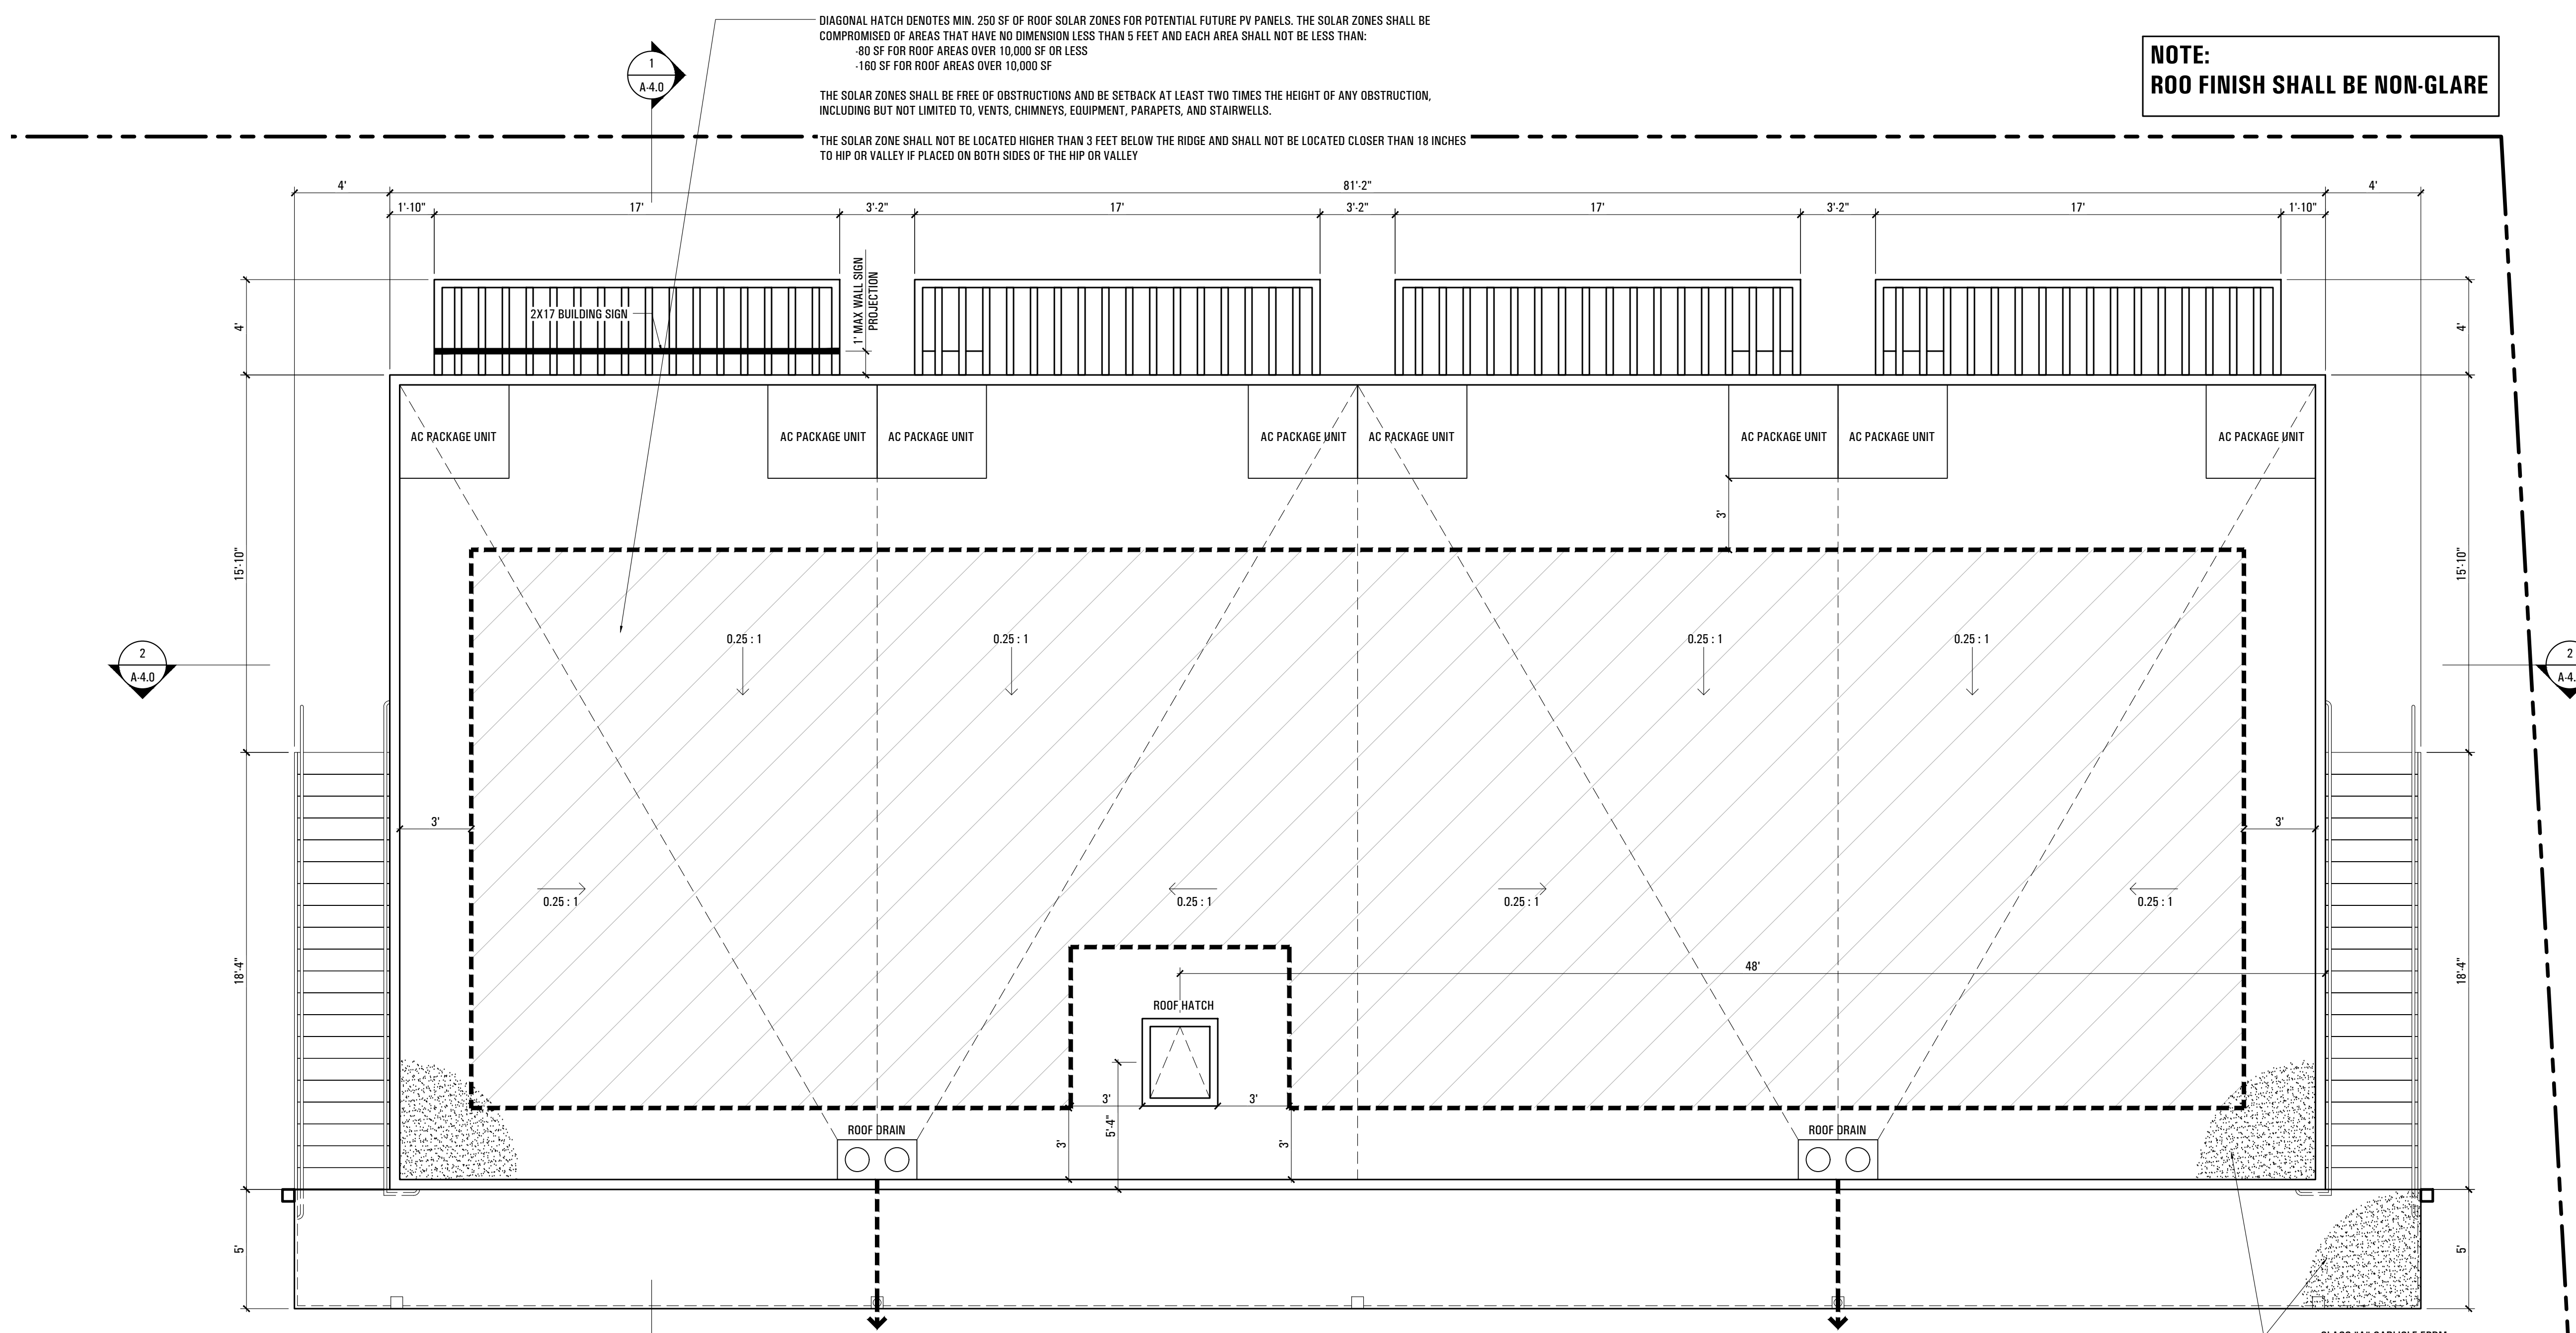 DIAGONAL HATCH DENOTES MIN. 250 SF OF ROOF SOLAR ZONES FOR POTENTIAL FUTURE PV PANELS. THE SOLAR ZONES SHALL BE
COMPROMISED OF AREAS THAT HAVE NO DIMENSION LESS THAN 5 FEET AND EACH AREA SHALL NOT BE LESS THAN:
-80 SF FOR ROOF AREAS OVER 10,000 SF OR LESS
-160 SF FOR ROOF AREAS OVER 10,000 SF
THE SOLAR ZONES SHALL BE FREE OF OBSTRUCTIONS AND BE SETBACK AT LEAST TWO TIMES THE HEIGHT OF ANY OBSTRUCTION,
INCLUDING BUT NOT LIMITED TO, VENTS, CHIMNEYS, EQUIPMENT, PARAPETS, AND STAIRWELLS.
THE SOLAR ZONE SHALL NOT BE LOCATED HIGHER THAN 3 FEET BELOW THE RIDGE AND SHALL NOT BE LOCATED CLOSER THAN 18 INCHES
TO HIP OR VALLEY IF PLACED ON BOTH SIDES OF THE HIP OR VALLEY
NOTE:
ROO FINISH SHALL BE NON-GLARE
1
A-4.0
4'
81'-2"
4'
1'-10"
17'
3'-2"
17'
3'-2"
17'
3'-2"
17'
1'-10"
4'
2X17 BUILDING SIGN
1' MAX WALL SIGN
PROJECTION
4'
AC PACKAGE UNIT
AC PACKAGE UNIT
AC PACKAGE UNIT
AC PACKAGE UNIT
AC PACKAGE UNIT
AC PACKAGE UNIT
AC PACKAGE UNIT
AC PACKAGE UNIT
3'
15'-10"
15'-10"
0.25 : 1
0.25 : 1
0.25 : 1
0.25 : 1
2
A-4.0
2
A-4.
3'
3'
0.25 : 1
0.25 : 1
0.25 : 1
0.25 : 1
18'-4"
48'
18'-4"
ROOF HATCH
3'
3'
5'-4"
ROOF DRAIN
ROOF DRAIN
3'
3'
5'
5'